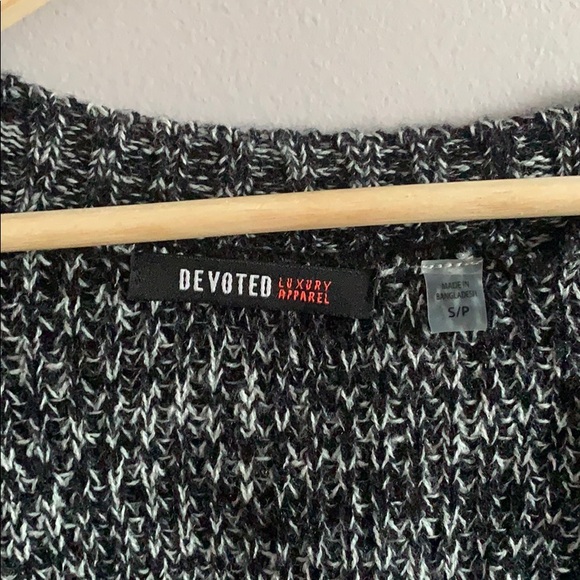 DEVOTED LUXURY
APPAREL
MADE IN
BANGLADESH
S/P